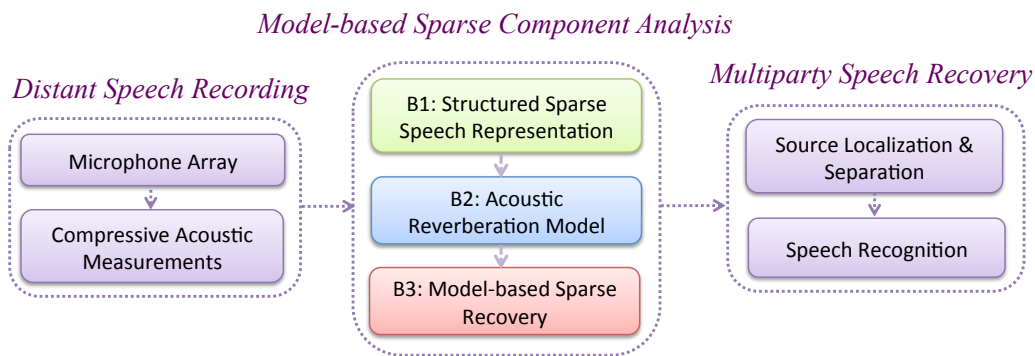 Model-based Sparse Component Analysis
Distant Speech Recording
Microphone Array
Compressive Acoustic
Measurements
B1: Structured Sparse
Speech Representation
B2: Acoustic
Reverberation Model
B3: Model-based Sparse
Recovery
Multiparty Speech Recovery
Source Localization &
Separation
Speech Recognition